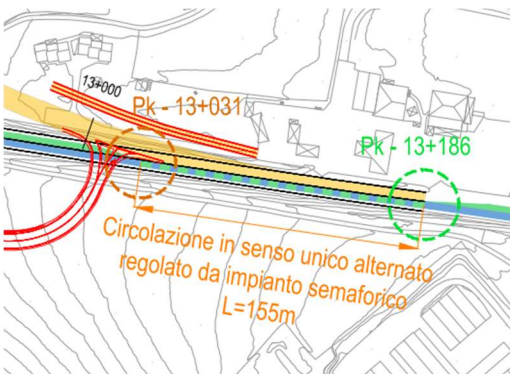 13+000
Pk - 13+031
Pk - 13+186
Circolazione in senso unico alternato
regolato da impianto semaforico
L=155m